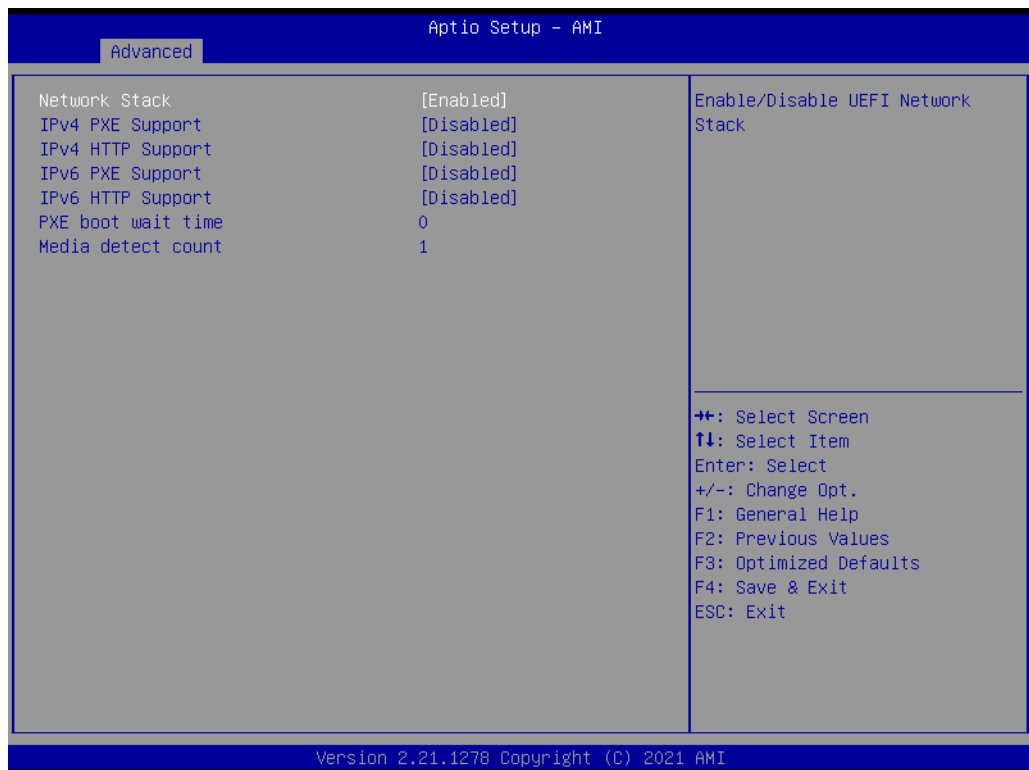 Aptio Setup – AMI
Advanced
Network Stack [Enabled]
IPv4 PXE Support [Disabled]
IPv4 HTTP Support [Disabled]
IPv6 PXE Support [Disabled]
IPv6 HTTP Support [Disabled]
PXE boot wait time 0
Media detect count 1
Enable/Disable UEFI Network
Stack
→←: Select Screen
↑↓: Select Item
Enter: Select
+/-: Change Opt.
F1: General Help
F2: Previous Values
F3: Optimized Defaults
F4: Save & Exit
ESC: Exit
Version 2.21.1278 Copyright (C) 2021 AMI